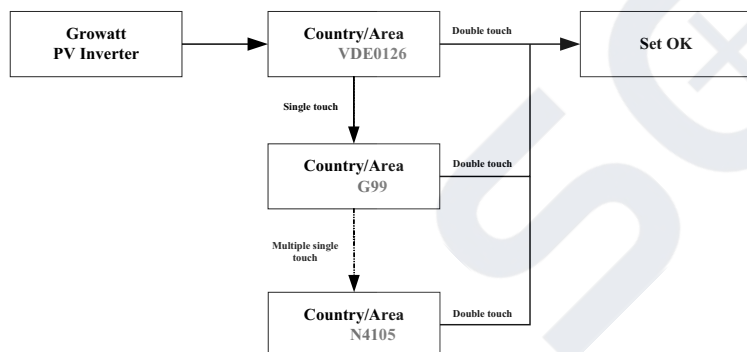 Growatt
PV Inverter
Country/Area
VDE0126
Double touch
Set OK
Single touch
Country/Area
G99
Double touch
Multiple single
touch
Country/Area
N4105
Double touch